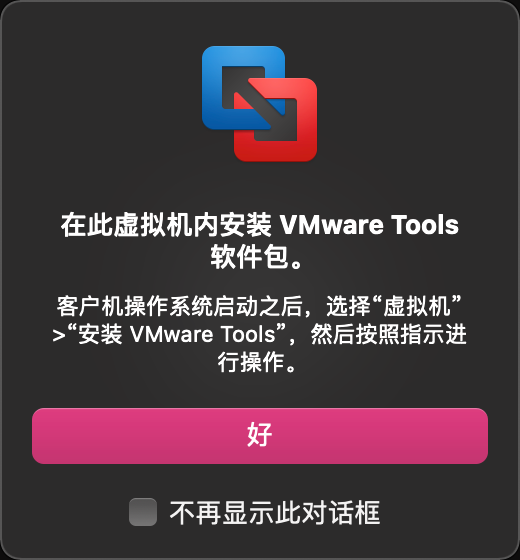 在此虚拟机内安装 VMware Tools
软件包。
客户机操作系统启动之后，选择“虚拟机”
>“安装 VMware Tools”，然后按照指示进
行操作。
好
不再显示此对话框